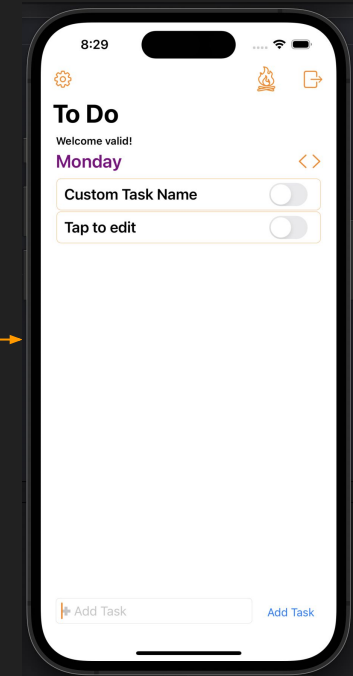 8:29
To Do
Welcome valid!
Monday
Custom Task Name
Tap to edit
Add Task
Add Task